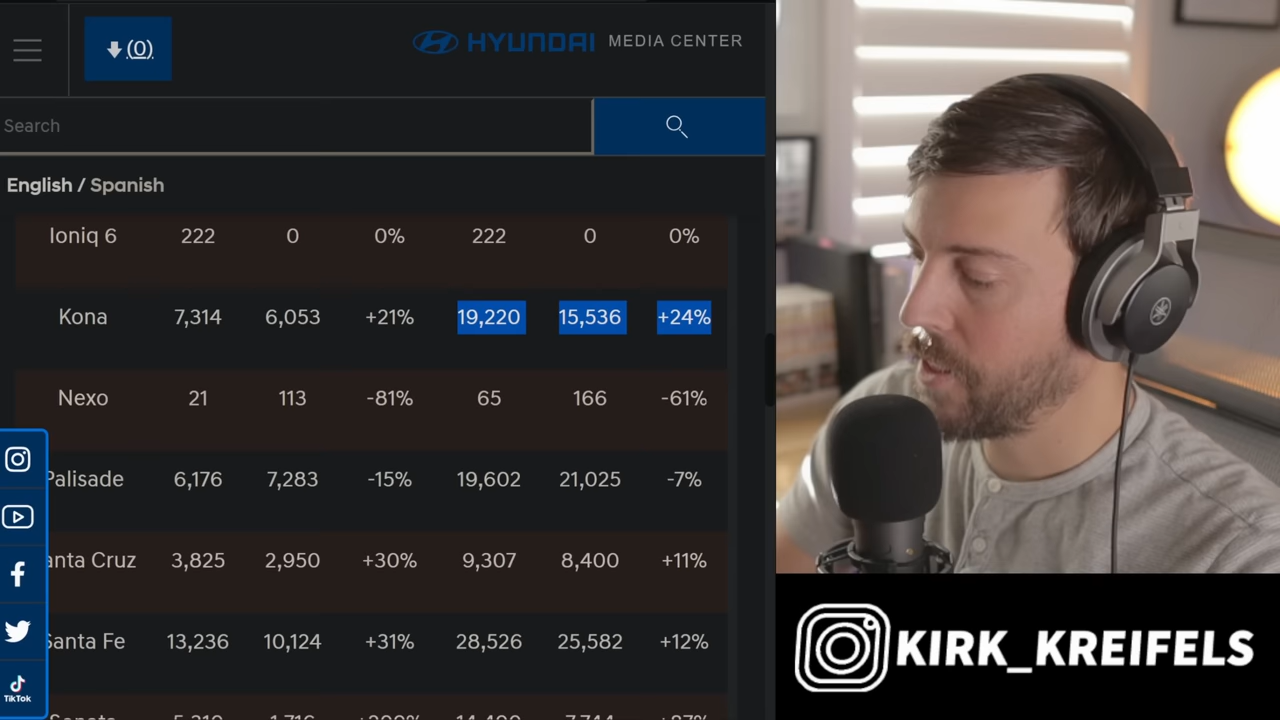 (0)
HYUNDAI MEDIA CENTER
Search
English / Spanish
Ioniq 6 222 0 0% 222 0 0%
Kona 7,314 6,053 +21% 19,220 15,536 +24%
Nexo 21 113 -81% 65 166 -61%
Palisade 6,176 7,283 -15% 19,602 21,025 -7%
anta Cruz 3,825 2,950 +30% 9,307 8,400 +11%
Santa Fe 13,236 10,124 +31% 28,526 25,582 +12%
TikTok
KIRK_KREIFELS